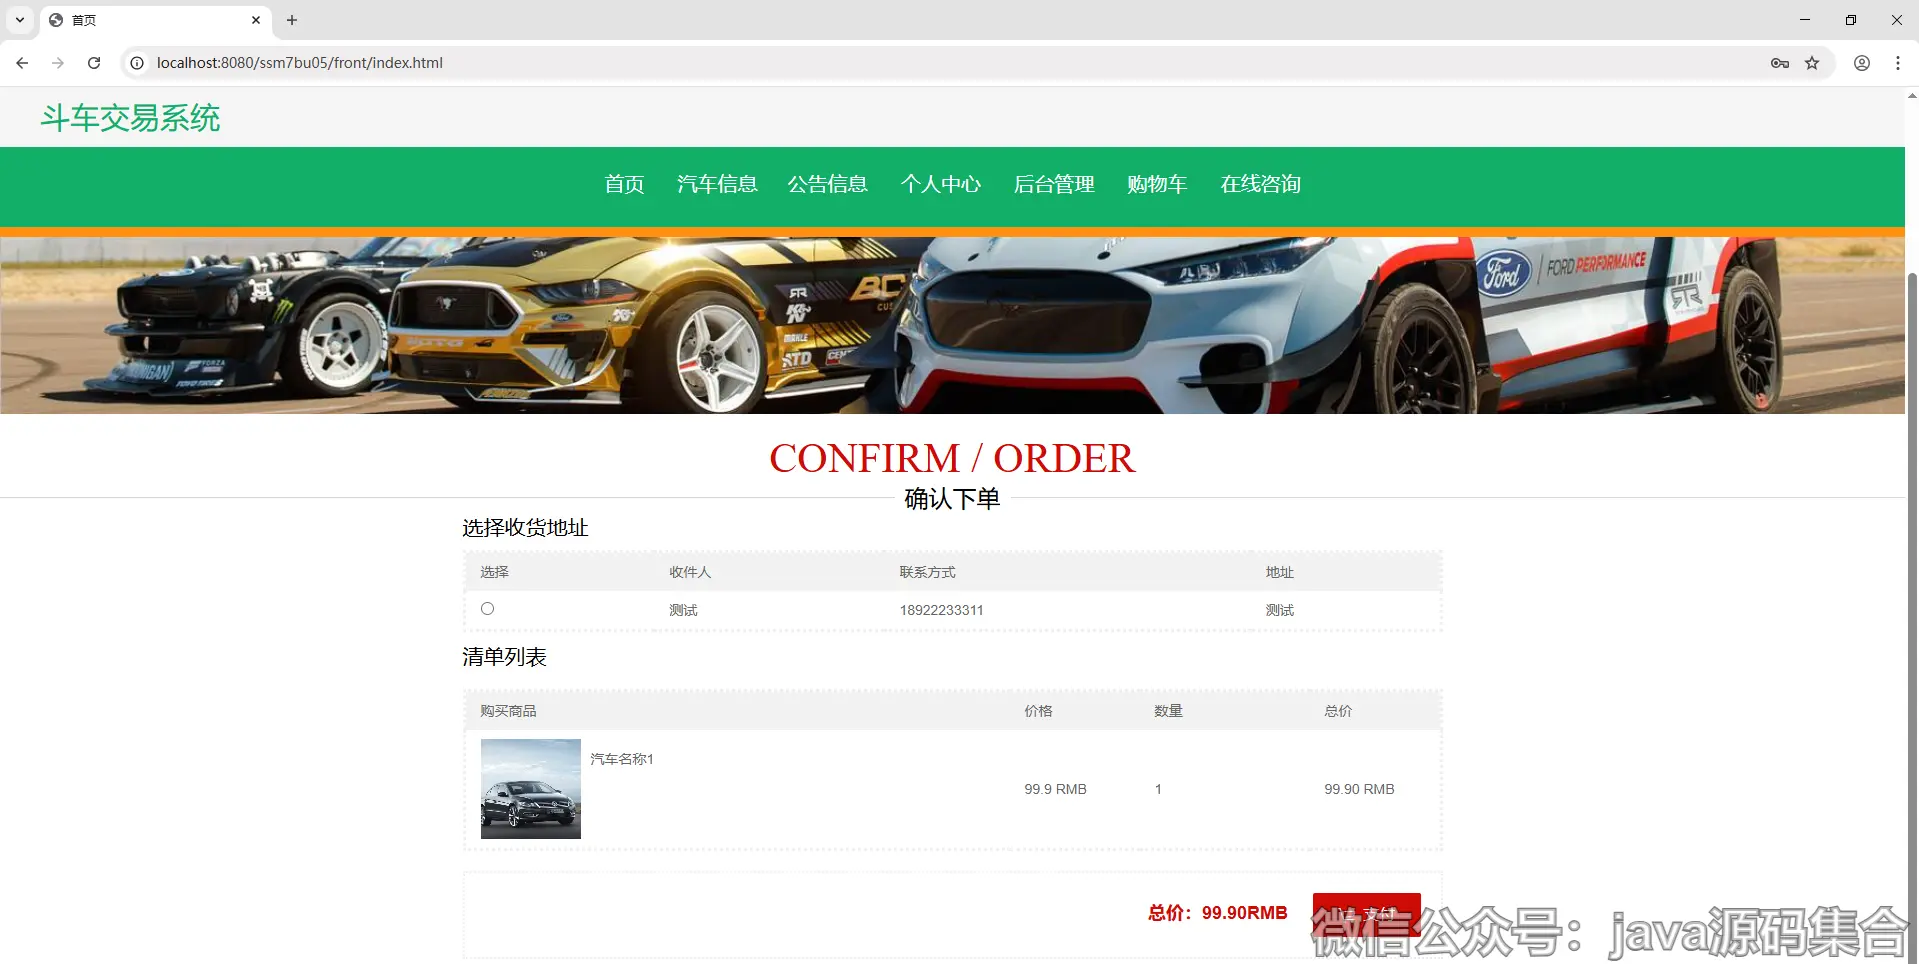 首页
localhost:8080/ssm7bu05/front/index.html
斗车交易系统
首页 汽车信息 公告信息 个人中心 后台管理 购物车 在线咨询
Ford FORD PERFORMANCE
CONFIRM / ORDER
确认下单
选择收货地址
选择 收件人 联系方式 地址
测试 18922233311 测试
清单列表
购买商品 价格 数量 总价
汽车名称1
99.9 RMB 1 99.90 RMB
总价：99.90RMB 支付
微信公众号：java源码集合